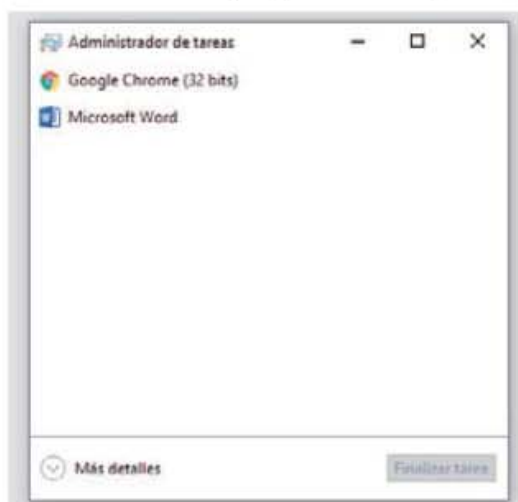 Administrador de tareas
Google Chrome (32 bits)
Microsoft Word
Más detalles
Finalizar tarea